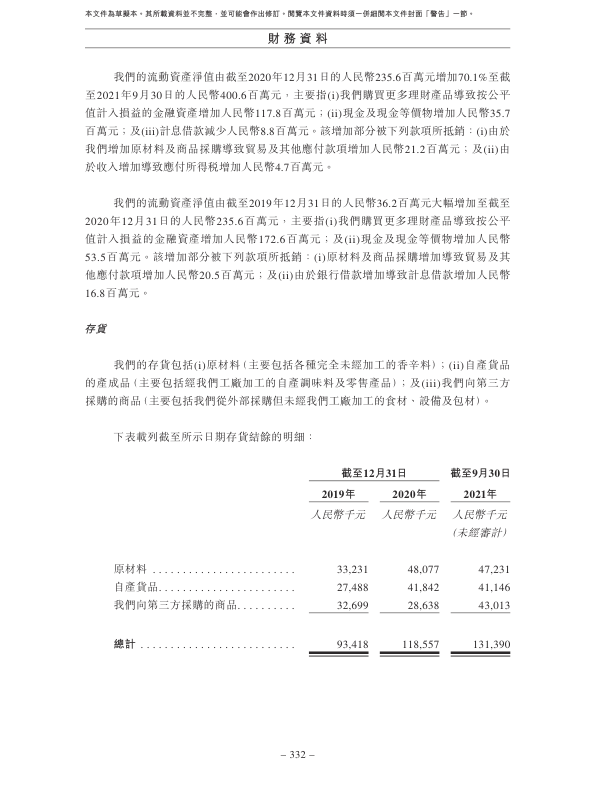 本文件為草擬本。其所載資料並不完整，並可能會作出修訂。閱覽本文件資料時須一併細閱本文件封面「警告」一節。
財務資料
我們的流動資產淨值由截至2020年12月31日的人民幣235.6百萬元增加70.1%至截
至2021年9月30日的人民幣400.6百萬元，主要指(i)我們購買更多理財產品導致按公平
值計入損益的金融資產增加人民幣117.8百萬元；(ii)現金及現金等價物增加人民幣35.7
百萬元；及(iii)計息借款減少人民幣8.8百萬元。該增加部分被下列款項所抵銷：(i)由於
我們增加原材料及商品採購導致貿易及其他應付款項增加人民幣21.2百萬元；及(ii)由
於收入增加導致應付所得稅增加人民幣4.7百萬元。
我們的流動資產淨值由截至2019年12月31日的人民幣36.2百萬元大幅增加至截至
2020年12月31日的人民幣235.6百萬元，主要指(i)我們購買更多理財產品導致按公平
值計入損益的金融資產增加人民幣172.6百萬元；及(ii)現金及現金等價物增加人民幣
53.5百萬元。該增加部分被下列款項所抵銷：(i)原材料及商品採購增加導致貿易及其
他應付款項增加人民幣20.5百萬元；及(ii)由於銀行借款增加導致計息借款增加人民幣
16.8百萬元。
存貨
我們的存貨包括(i)原材料（主要包括各種完全未經加工的香辛料）；(ii)自產貨品
的產成品（主要包括經我們工廠加工的自產調味料及零售產品）；及(iii)我們向第三方
採購的商品（主要包括我們從外部採購但未經我們工廠加工的食材、設備及包材）。
下表載列截至所示日期存貨結餘的明細：
截至12月31日 截至9月30日
2019年 2020年 2021年
人民幣千元 人民幣千元 人民幣千元
（未經審計）
原材料 ........................ 33,231 48,077 47,231
自產貨品....................... 27,488 41,842 41,146
我們向第三方採購的商品.......... 32,699 28,638 43,013
總計 .......................... 93,418 118,557 131,390
– 332 –